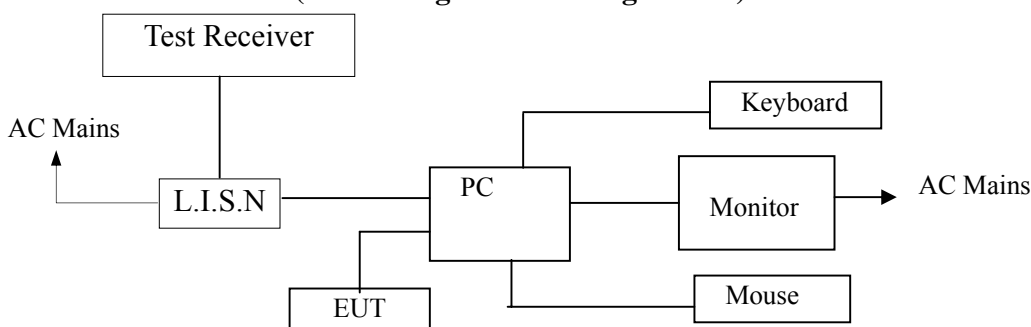 Test Receiver
Keyboard
AC Mains
PC
AC Mains
L.I.S.N
Monitor
Mouse
EUT